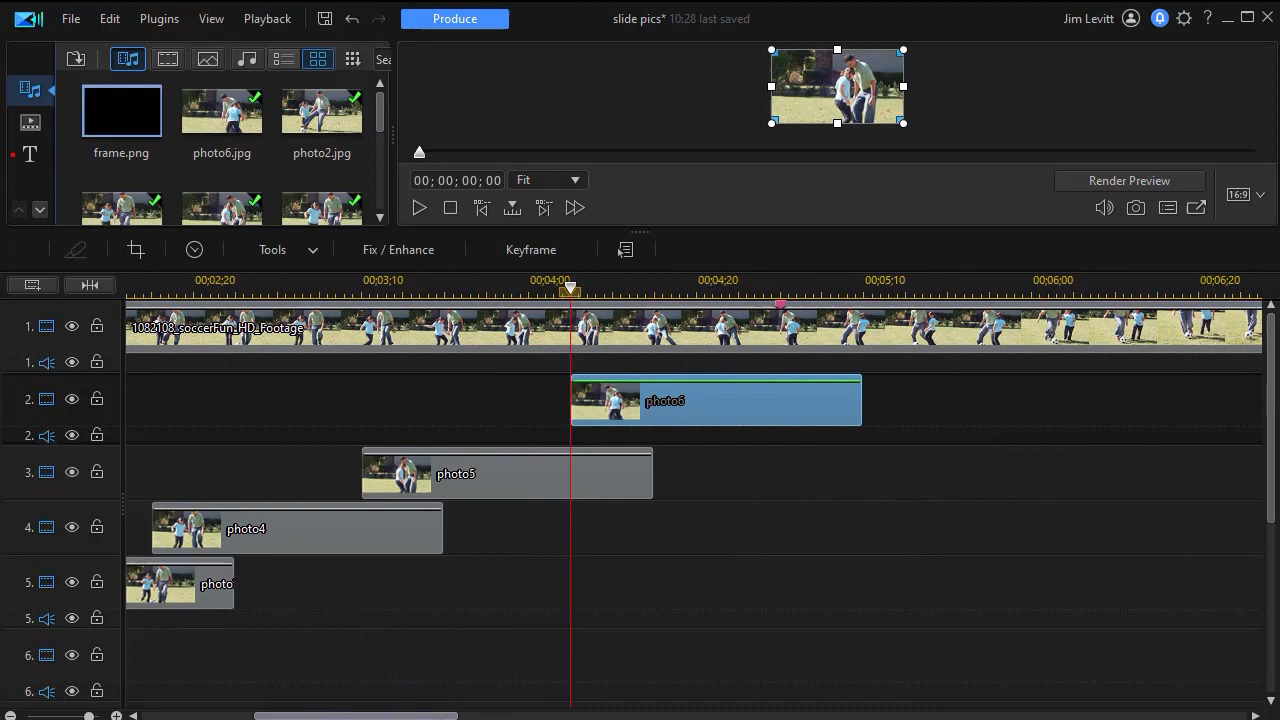 File Edit Plugins View Playback Produce slide pics* 10:28 last saved Jim Levitt ?
Sea
frame.png photo6.jpg photo2.jpg
T
00; 00; 00; 00 Fit Render Preview 16:9
Tools Fix / Enhance Keyframe
00;02;20 00;03;10 00;04;00 00;04;20 00;05;10 00;06;00 00;06;20
1. 1082108_soccerFun_HD_Footage
1.
2. photo6
2.
3. photo5
4. photo4
5. photo
5.
6.
6.